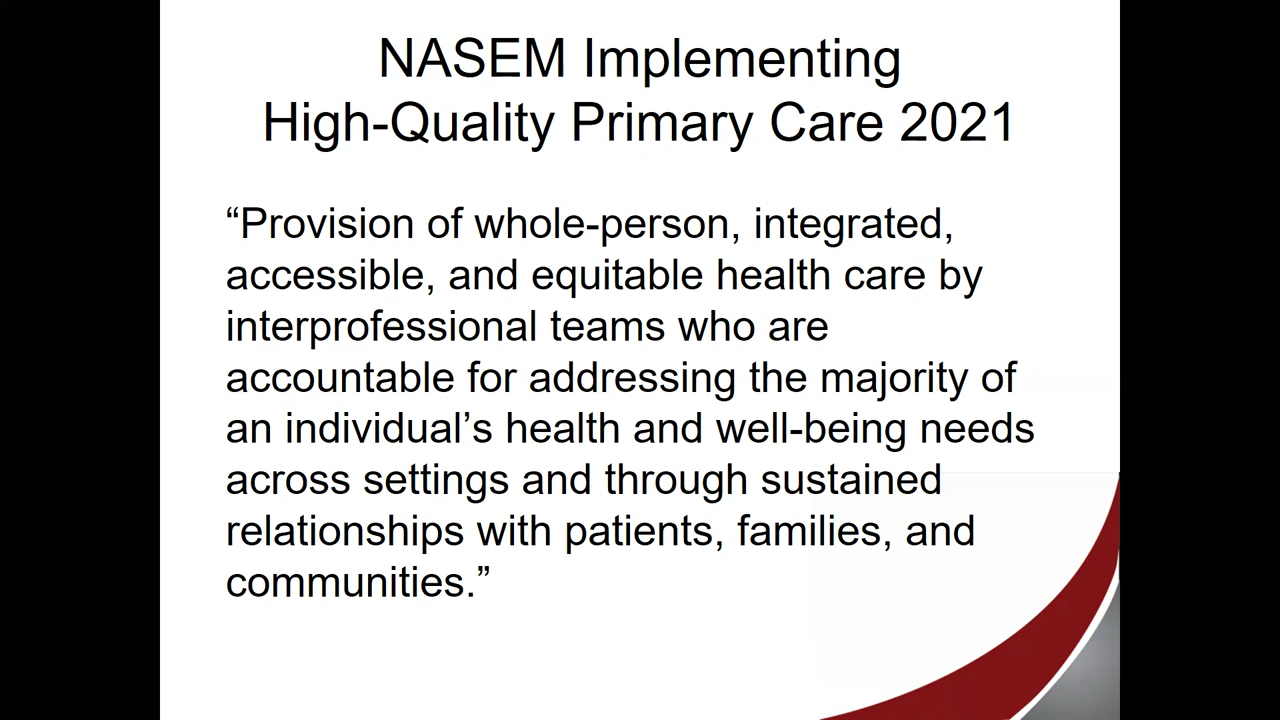 NASEM Implementing
High-Quality Primary Care 2021
“Provision of whole-person, integrated,
accessible, and equitable health care by
interprofessional teams who are
accountable for addressing the majority of
an individual’s health and well-being needs
across settings and through sustained
relationships with patients, families, and
communities.”